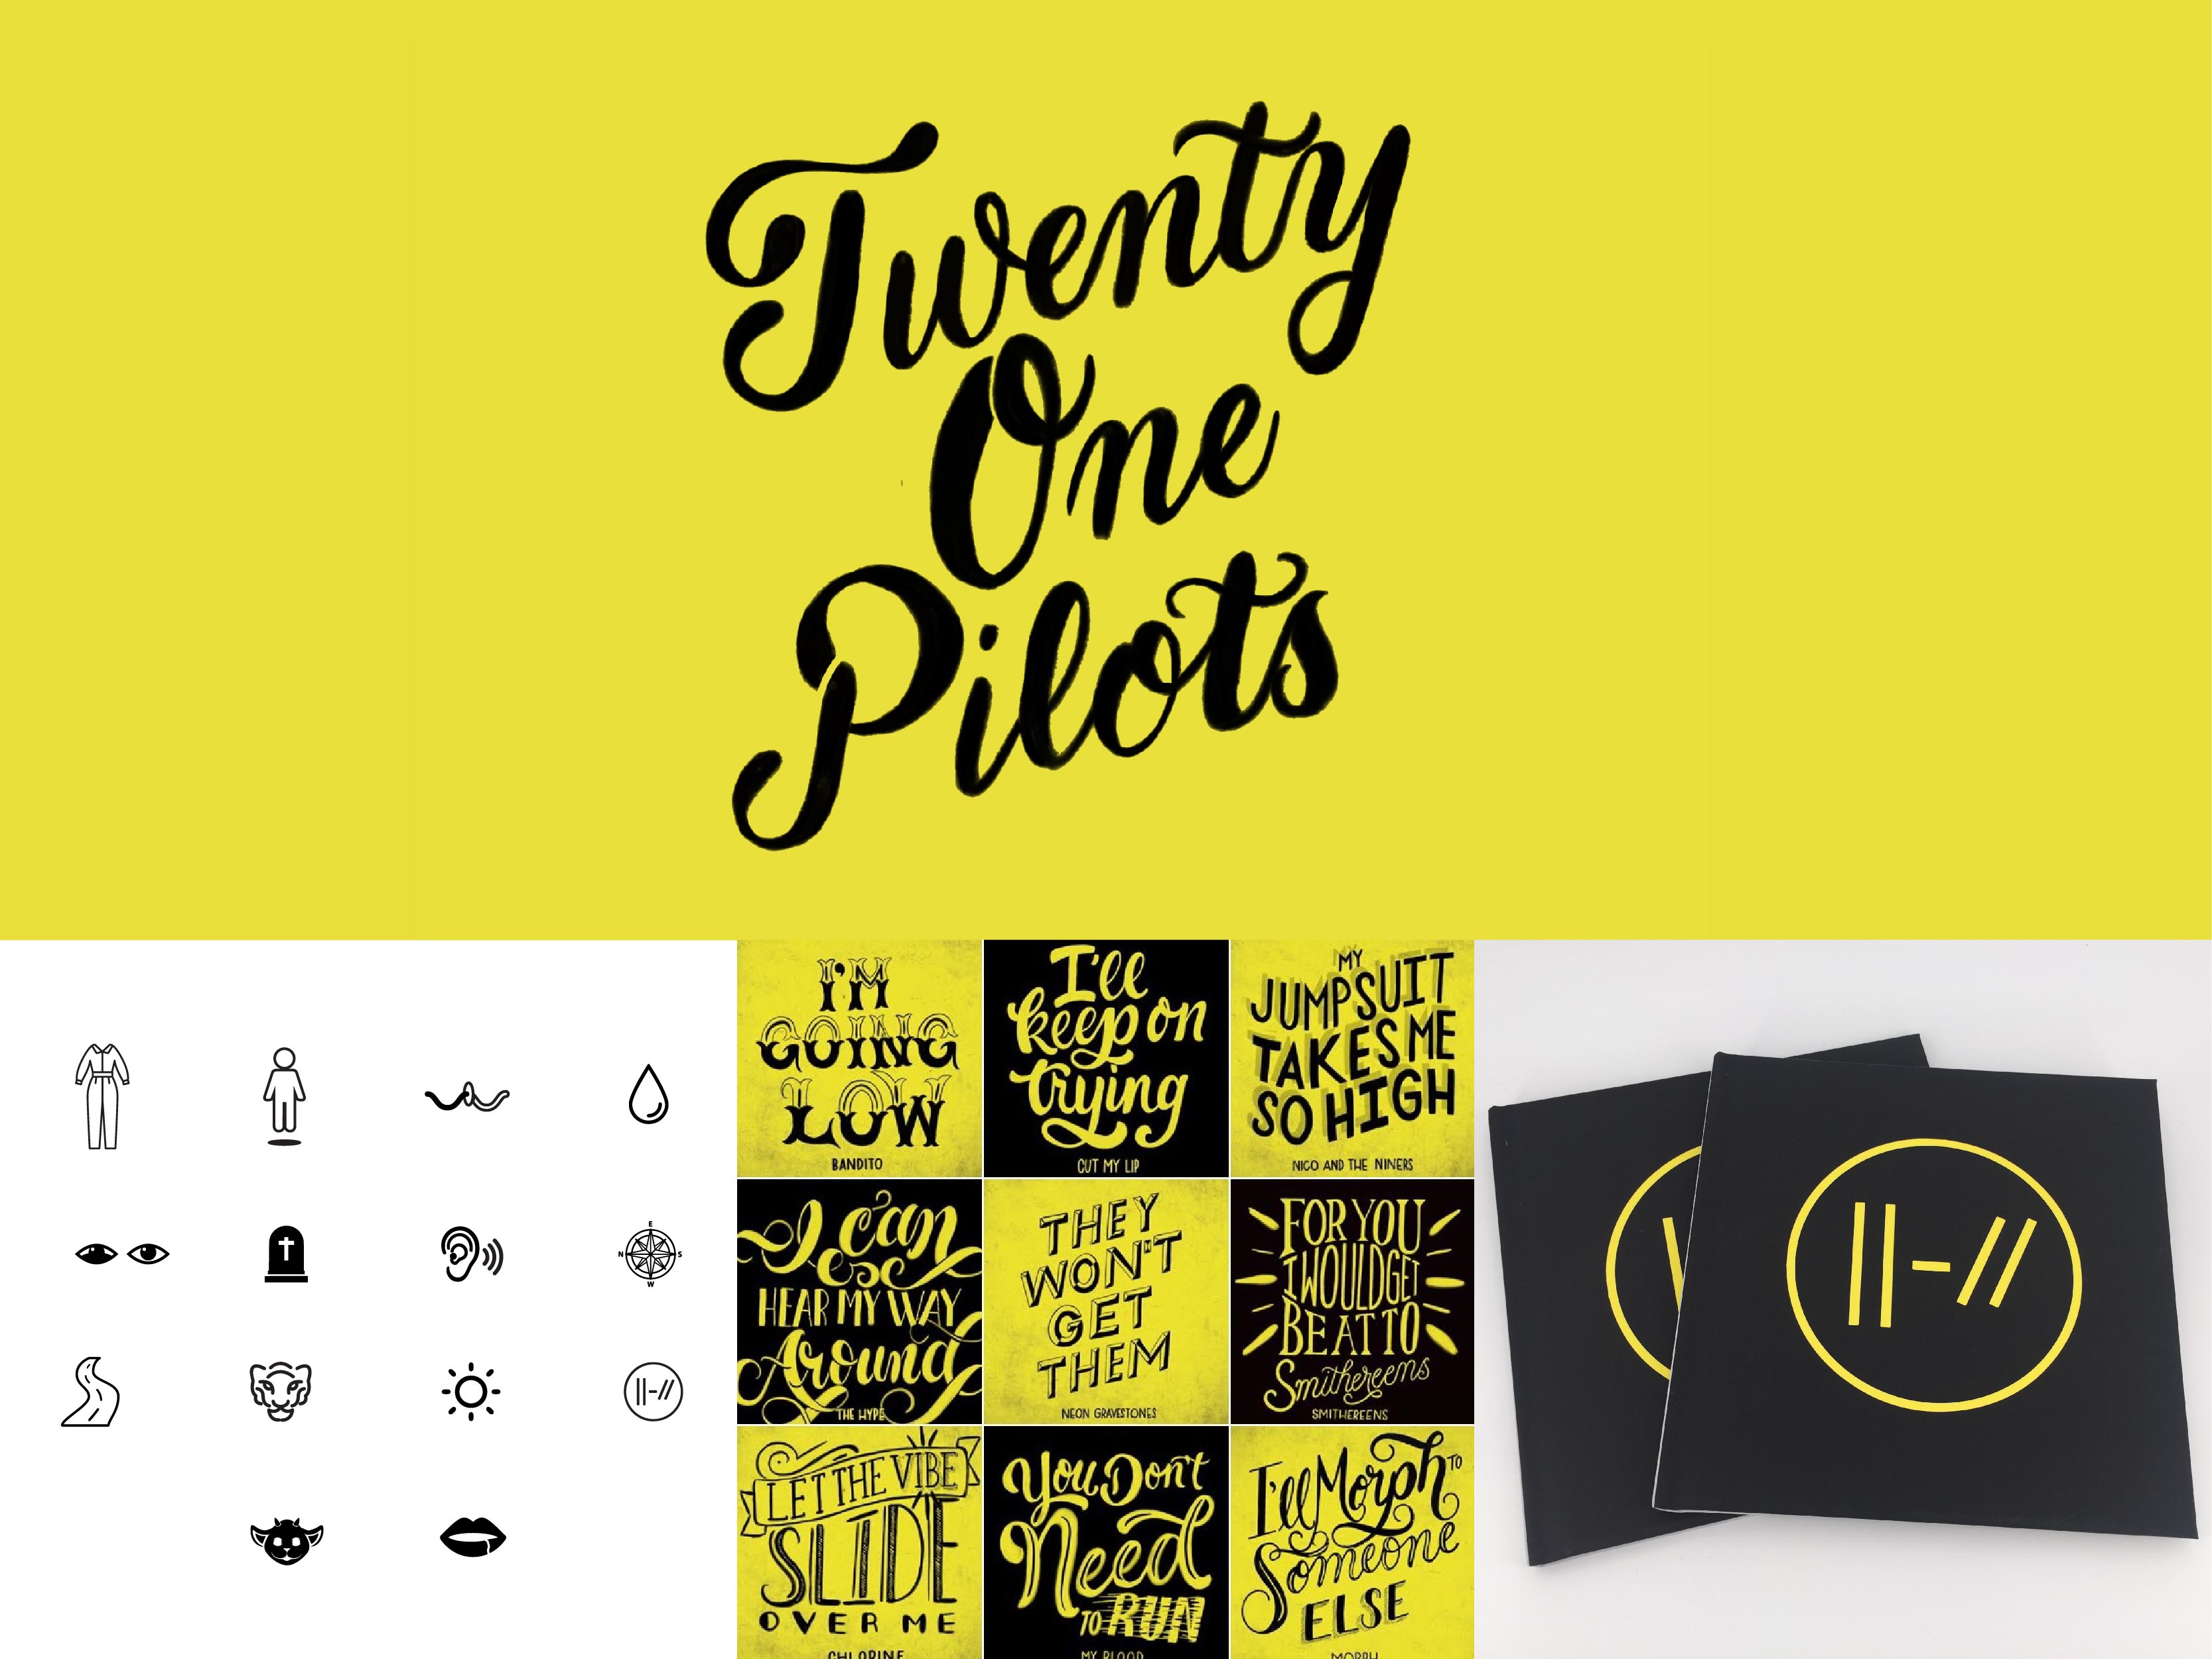 Twenty
One
Pilots
E
N S
W
I'M
GOING
LOW
BANDITO
I'll
keep on
trying
CUT MY LIP
MY
JUMPSUIT
TAKES ME
SO HIGH
NICO AND THE NINERS
I can
HEAR MY WAY
Around
THE HYPE
THEY
WON'T
GET
THEM
NEON GRAVESTONES
FOR YOU
I WOULD GET
BEAT TO
Smithereens
SMITHEREENS
LET THE VIBE
SLIDE
OVER ME
CHLORINE
You Don't
Need
TO RUN
MY BLOOD
I'll Morph TO
Someone
ELSE
MORPH